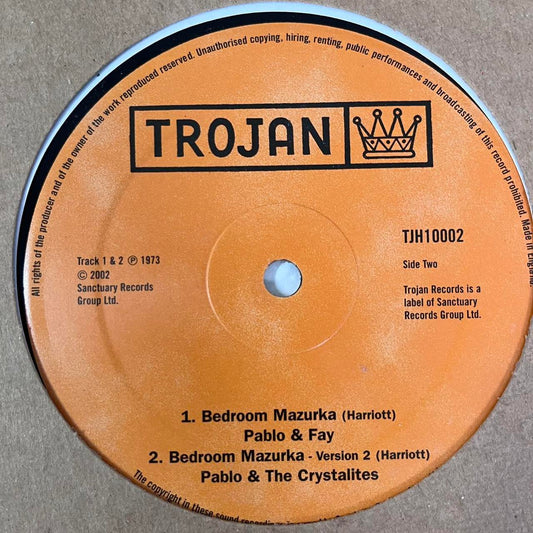 All rights of the producer and of the owner of the work reproduced reserved. Unauthorised copying, hiring, renting, public performances and broadcasting of this record prohibited. Made in England.
TROJAN
TJH10002
Track 1 & 2 ℗ 1973
© 2002
Sanctuary Records
Group Ltd.
Side Two
Trojan Records is a
label of Sanctuary
Records Group Ltd.
1. Bedroom Mazurka (Harriott)
Pablo & Fay
2. Bedroom Mazurka - Version 2 (Harriott)
Pablo & The Crystalites
The copyright in these sound